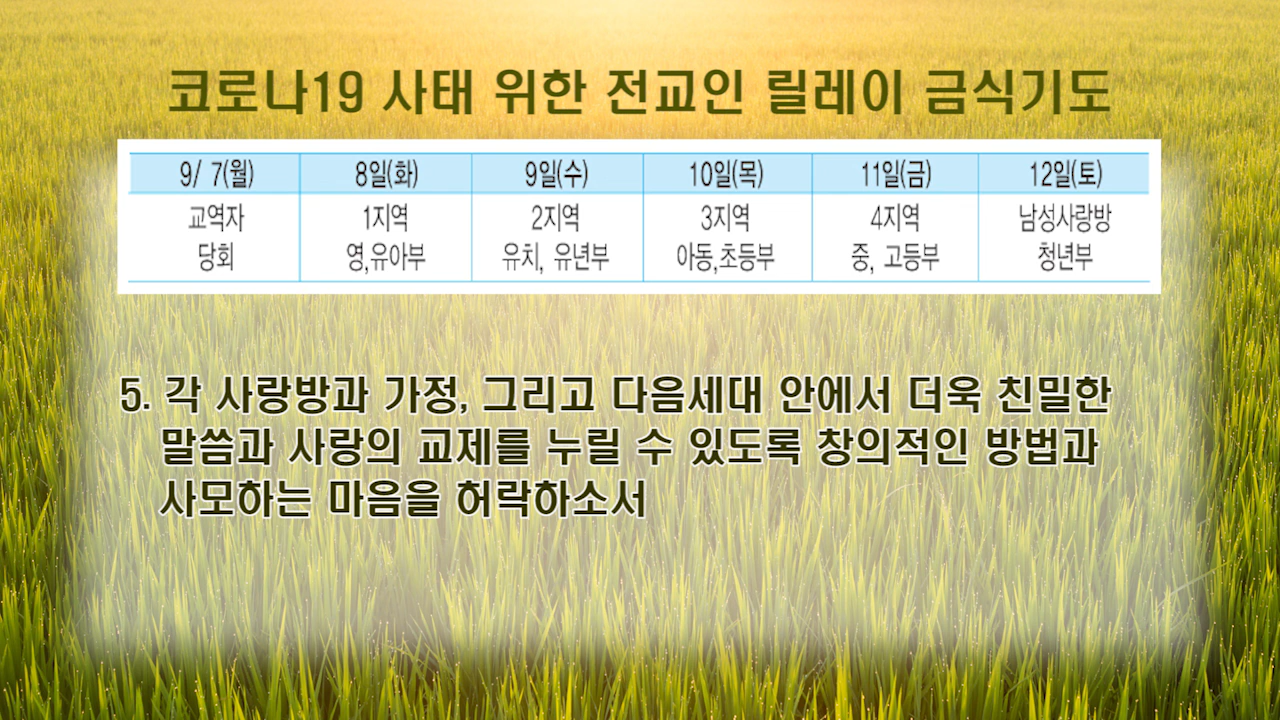 코로나19 사태 위한 전교인 릴레이 금식기도
9/ 7(월) 8일(화) 9일(수) 10일(목) 11일(금) 12일(토)
교역자 1지역 2지역 3지역 4지역 남성사랑방
당회 영,유아부 유치, 유년부 아동,초등부 중, 고등부 청년부
5. 각 사랑방과 가정, 그리고 다음세대 안에서 더욱 친밀한
말씀과 사랑의 교제를 누릴 수 있도록 창의적인 방법과
사모하는 마음을 허락하소서